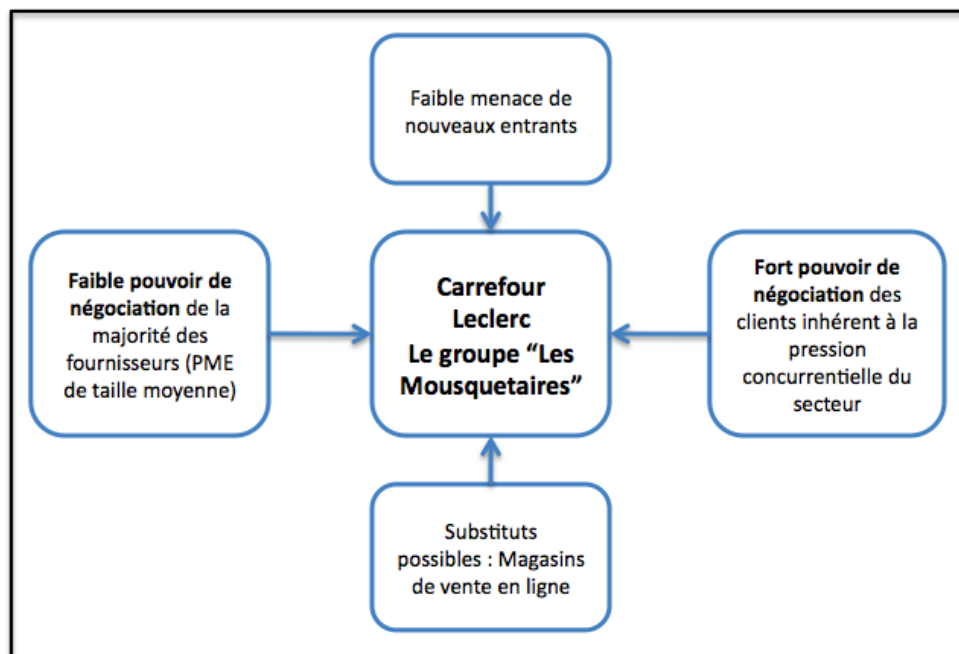 Faible menace de
nouveaux entrants
Faible pouvoir de
négociation de la
majorité des
fournisseurs (PME
de taille moyenne)
Carrefour
Leclerc
Le groupe “Les
Mousquetaires”
Fort pouvoir de
négociation des
clients inhérent à la
pression
concurrentielle du
secteur
Substituts
possibles : Magasins
de vente en ligne